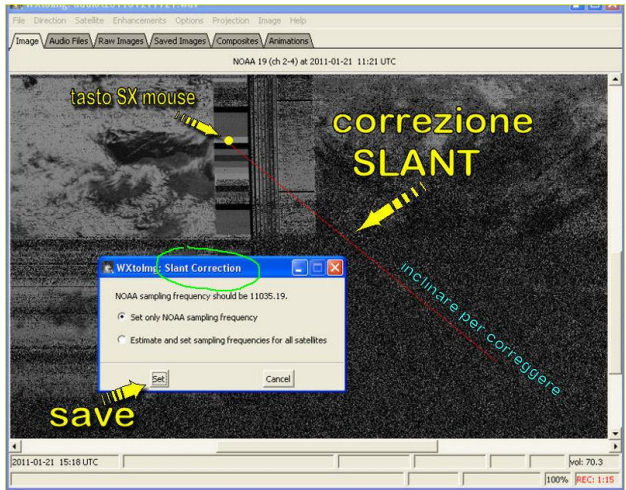 File Direction Satellite Enhancements Options Projection Image Help
Image Audio Files Raw Images Saved Images Composites Animations
NOAA 19 (ch 2-4) at 2011-01-21 11:21 UTC
tasto SX mouse
correzione
SLANT
WXtoImg: Slant Correction
NOAA sampling frequency should be 11035.19.
Set only NOAA sampling frequency
Estimate and set sampling frequencies for all satellites
Set Cancel
inclinare per correggere
save
2011-01-21 15:18 UTC vol: 70.3
100% REC: 1:15